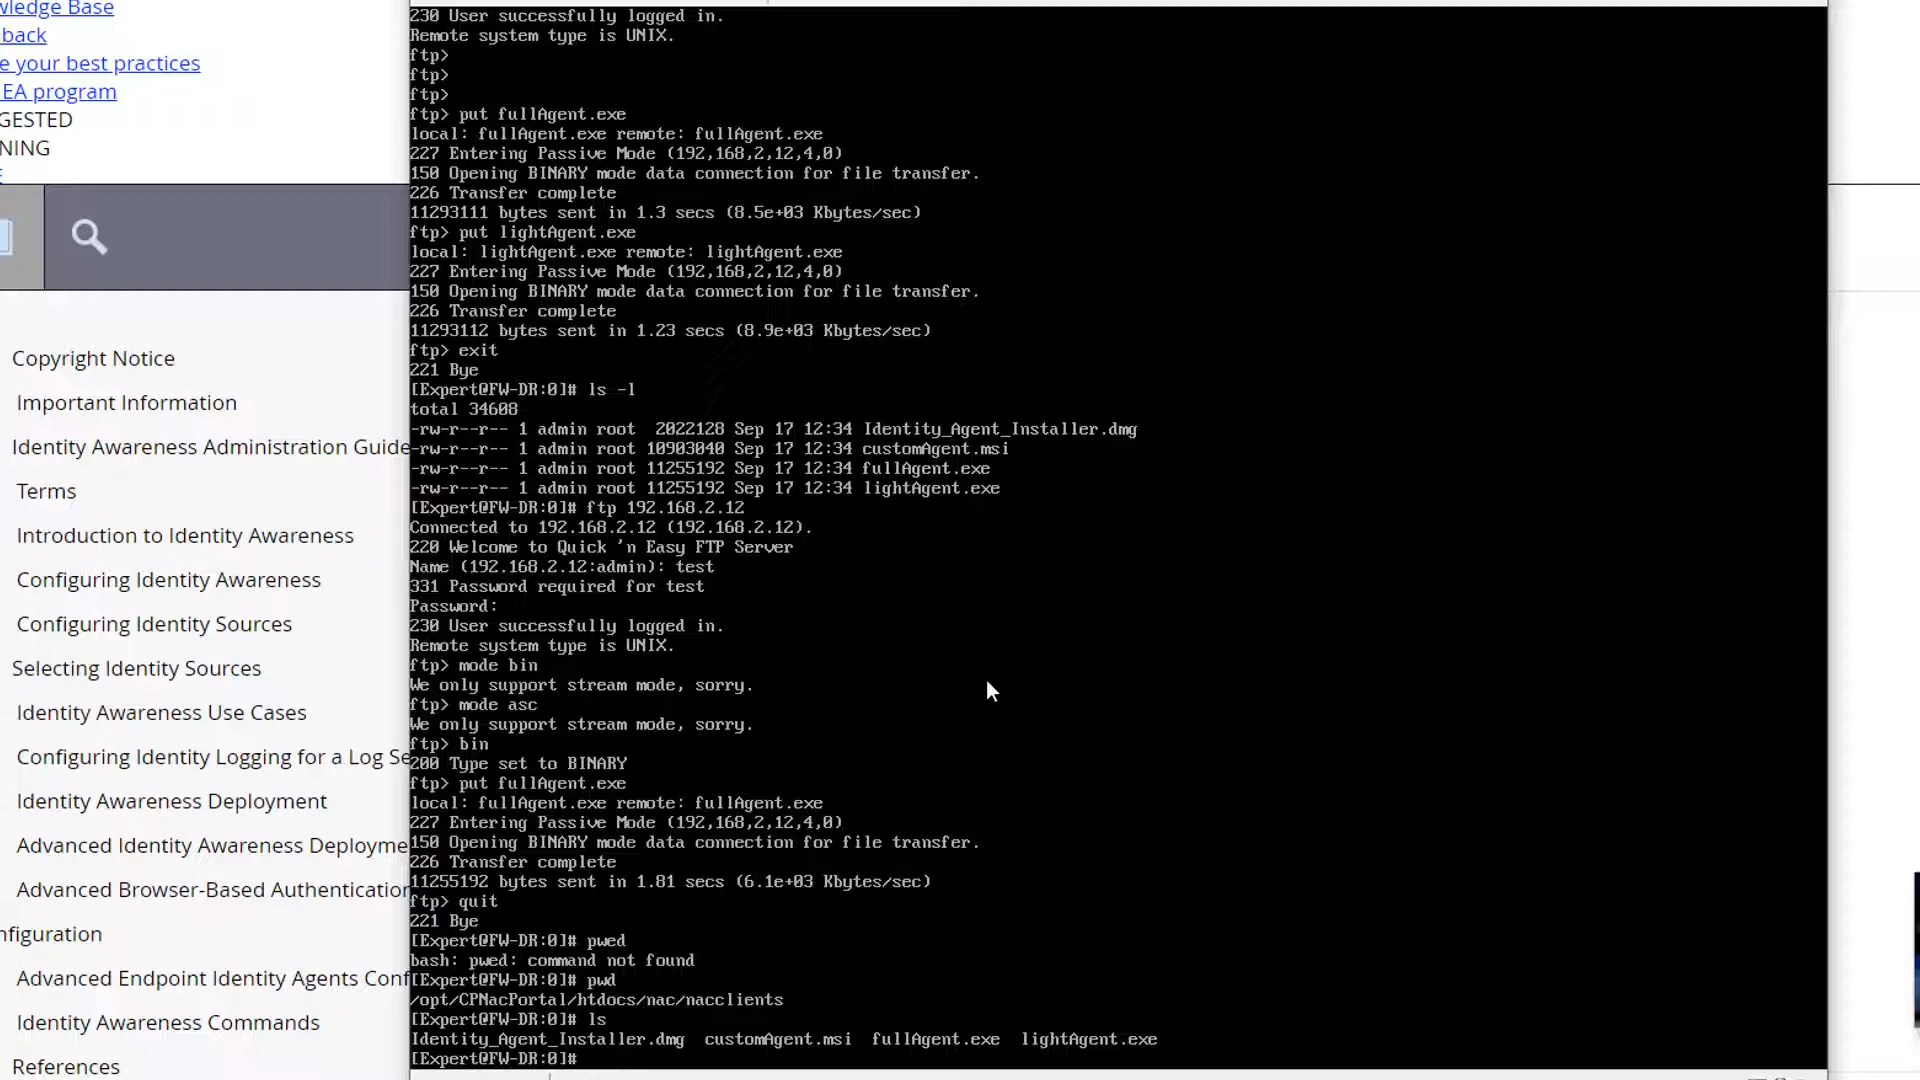 wledge Base
back
e your best practices
EA program
GESTED
NING
Copyright Notice
Important Information
Identity Awareness Administration Guide
Terms
Introduction to Identity Awareness
Configuring Identity Awareness
Configuring Identity Sources
Selecting Identity Sources
Identity Awareness Use Cases
Configuring Identity Logging for a Log Se
Identity Awareness Deployment
Advanced Identity Awareness Deployme
Advanced Browser-Based Authentication
nfiguration
Advanced Endpoint Identity Agents Conf
Identity Awareness Commands
References
230 User successfully logged in.
Remote system type is UNIX.
ftp>
ftp>
ftp>
ftp> put fullAgent.exe
local: fullAgent.exe remote: fullAgent.exe
227 Entering Passive Mode (192,168,2,12,4,0)
150 Opening BINARY mode data connection for file transfer.
226 Transfer complete
11293111 bytes sent in 1.3 secs (8.5e+03 Kbytes/sec)
ftp> put lightAgent.exe
local: lightAgent.exe remote: lightAgent.exe
227 Entering Passive Mode (192,168,2,12,4,0)
150 Opening BINARY mode data connection for file transfer.
226 Transfer complete
11293112 bytes sent in 1.23 secs (8.9e+03 Kbytes/sec)
ftp> exit
221 Bye
[Expert@FW-DR:0]# ls -l
total 34608
-rw-r--r-- 1 admin root  2022128 Sep 17 12:34 Identity_Agent_Installer.dmg
-rw-r--r-- 1 admin root 10903040 Sep 17 12:34 customAgent.msi
-rw-r--r-- 1 admin root 11255192 Sep 17 12:34 fullAgent.exe
-rw-r--r-- 1 admin root 11255192 Sep 17 12:34 lightAgent.exe
[Expert@FW-DR:0]# ftp 192.168.2.12
Connected to 192.168.2.12 (192.168.2.12).
220 Welcome to Quick 'n Easy FTP Server
Name (192.168.2.12:admin): test
331 Password required for test
Password:
230 User successfully logged in.
Remote system type is UNIX.
ftp> mode bin
We only support stream mode, sorry.
ftp> mode asc
We only support stream mode, sorry.
ftp> bin
200 Type set to BINARY
ftp> put fullAgent.exe
local: fullAgent.exe remote: fullAgent.exe
227 Entering Passive Mode (192,168,2,12,4,0)
150 Opening BINARY mode data connection for file transfer.
226 Transfer complete
11255192 bytes sent in 1.81 secs (6.1e+03 Kbytes/sec)
ftp> quit
221 Bye
[Expert@FW-DR:0]# pwed
bash: pwed: command not found
[Expert@FW-DR:0]# pwd
/opt/CPNacPortal/htdocs/nac/nacclients
[Expert@FW-DR:0]# ls
Identity_Agent_Installer.dmg  customAgent.msi  fullAgent.exe  lightAgent.exe
[Expert@FW-DR:0]#